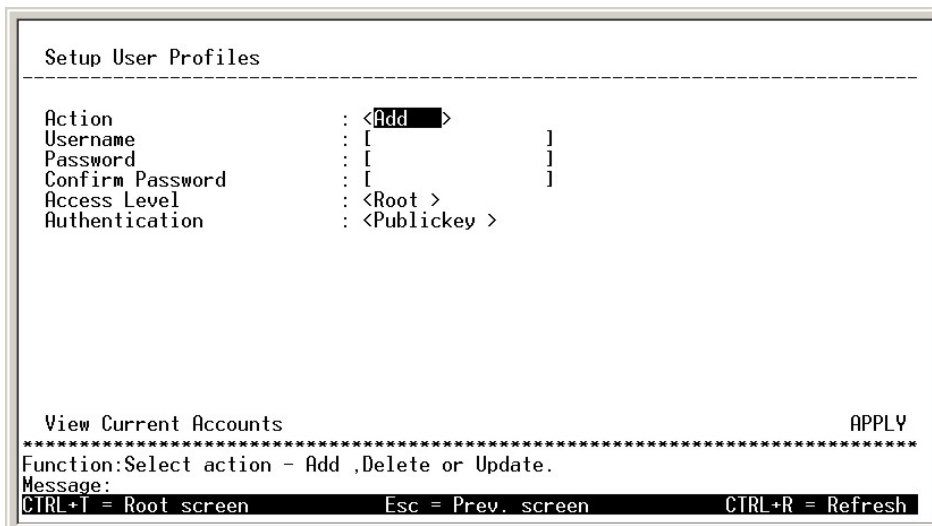 Setup User Profiles
--------------------------------------------------------------------------------
Action : <Add >
Username : [ ]
Password : [ ]
Confirm Password : [ ]
Access Level : <Root >
Authentication : <Publickey >
View Current Accounts APPLY
********************************************************************************
Function:Select action - Add ,Delete or Update.
Message:
CTRL+T = Root screen Esc = Prev. screen CTRL+R = Refresh